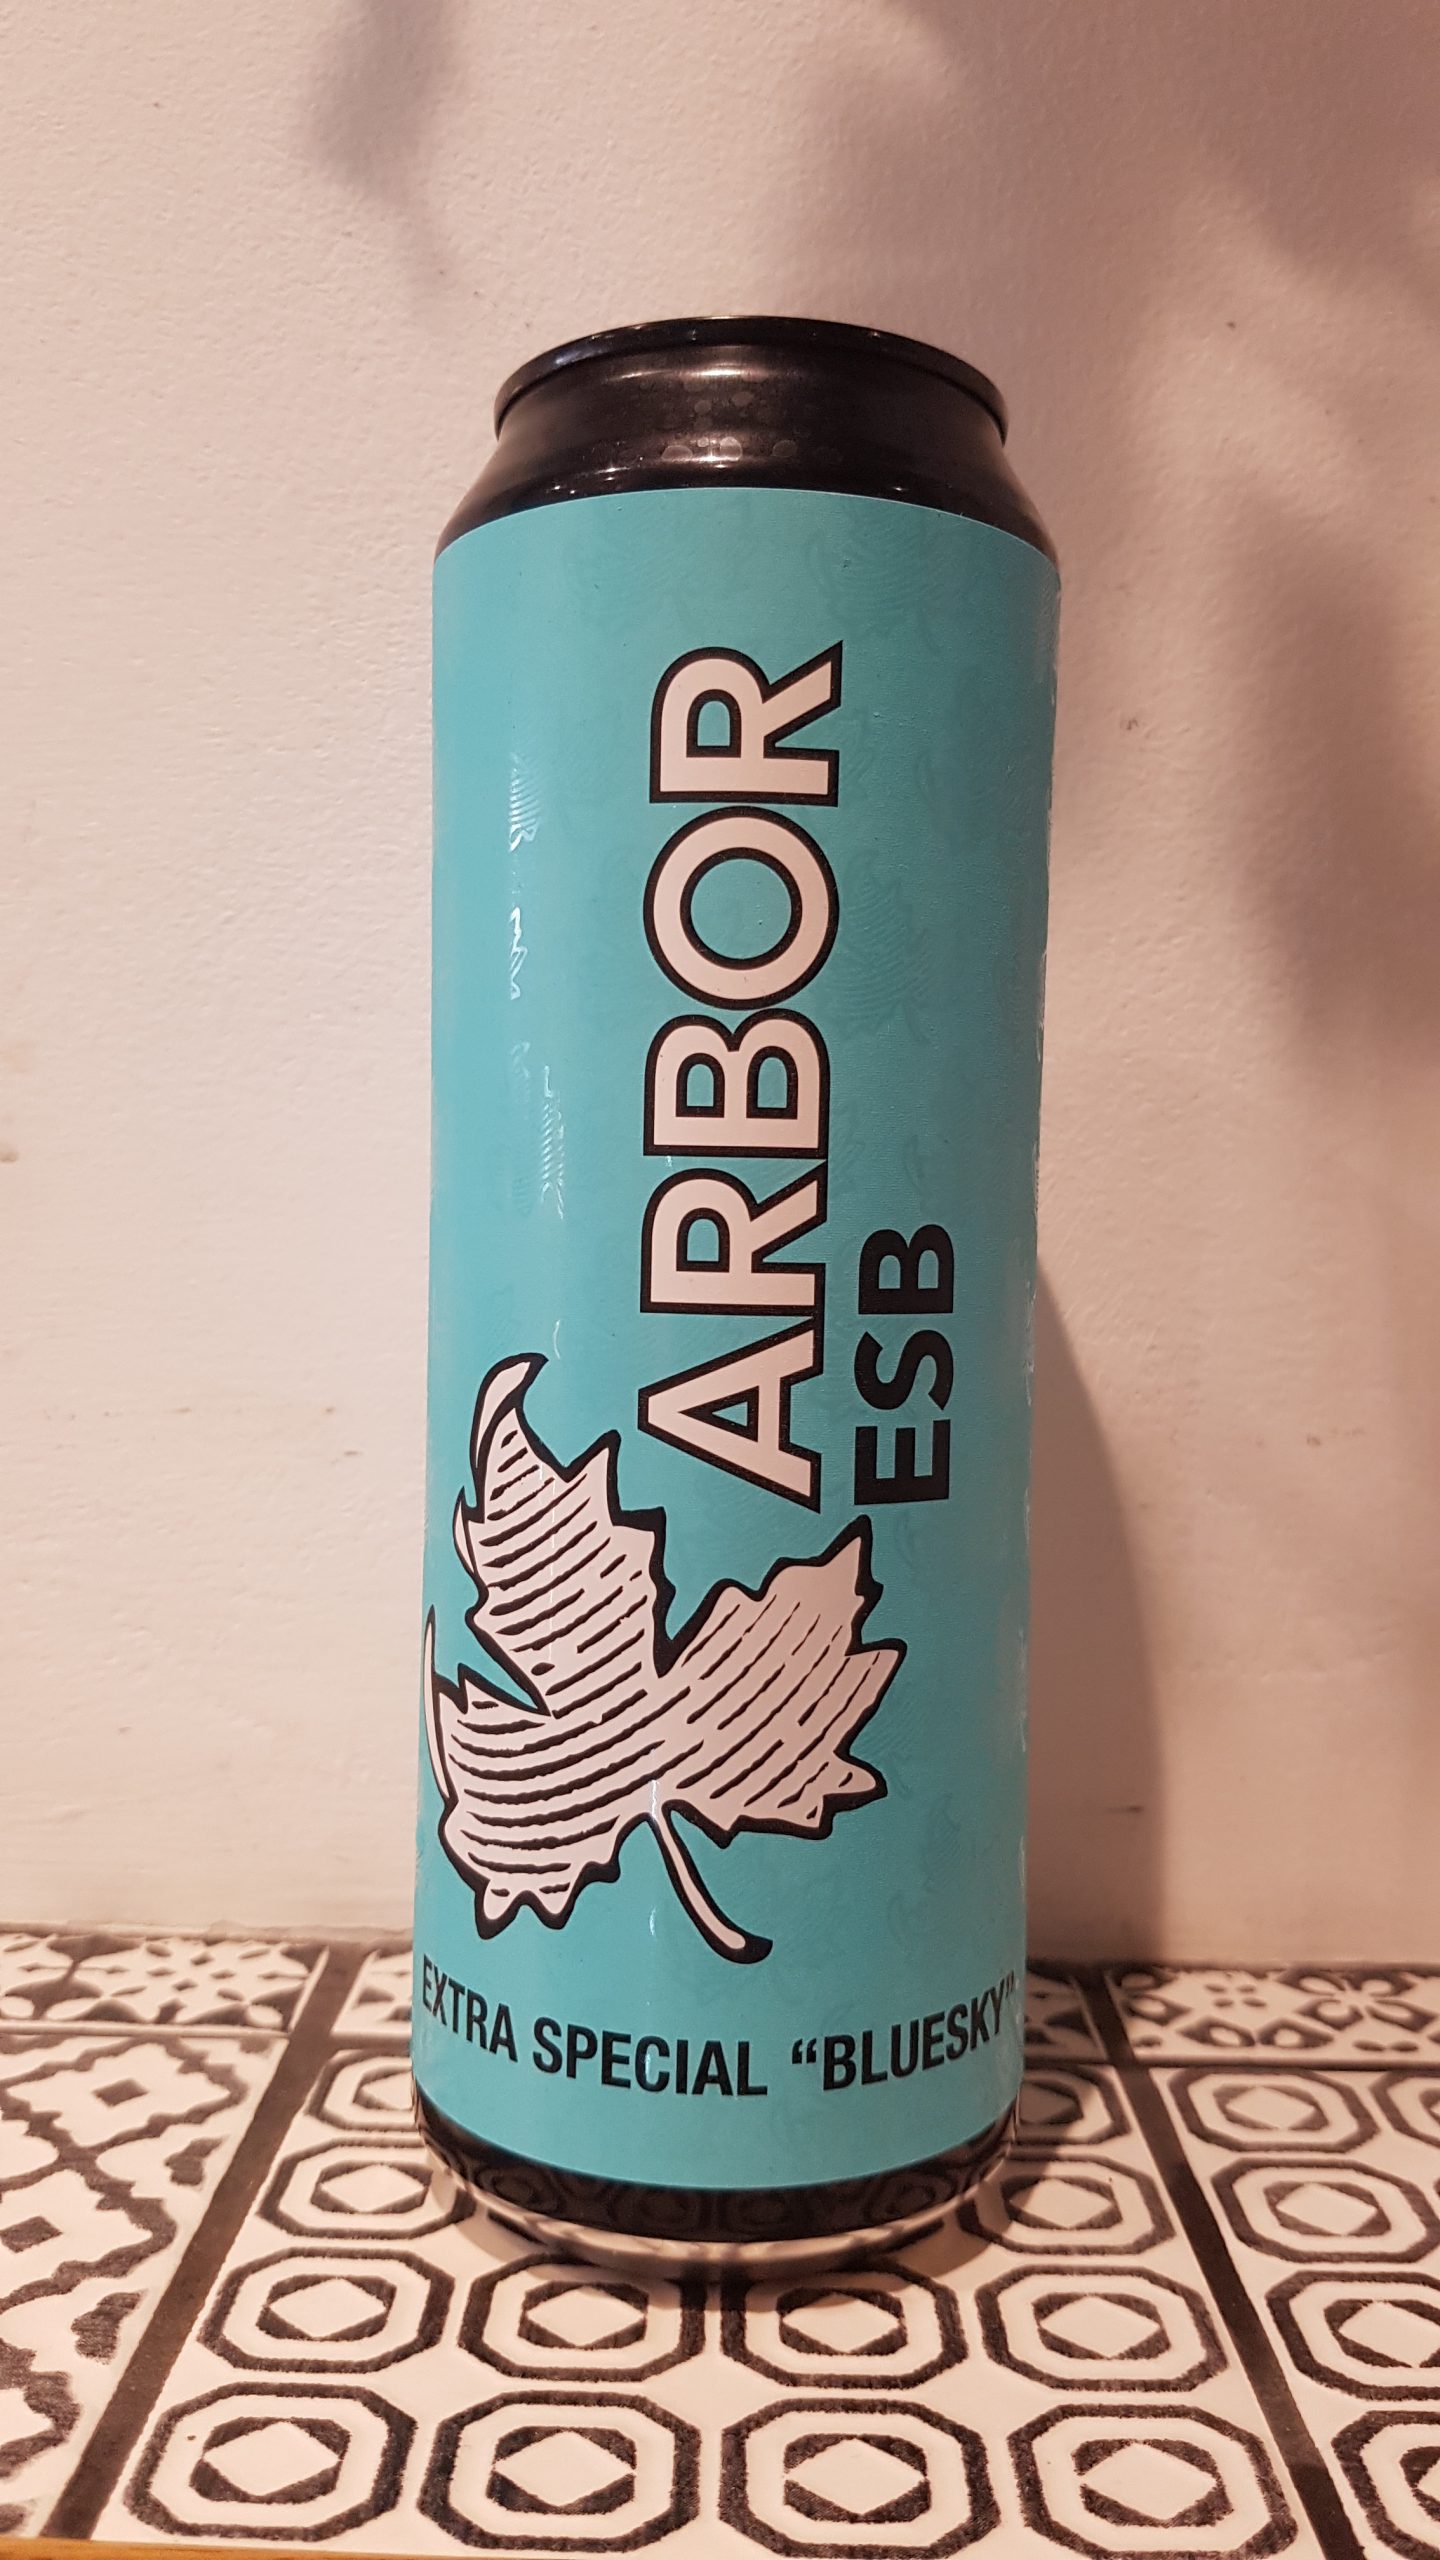 ARBOR
ESB
EXTRA SPECIAL “BLUESKY”